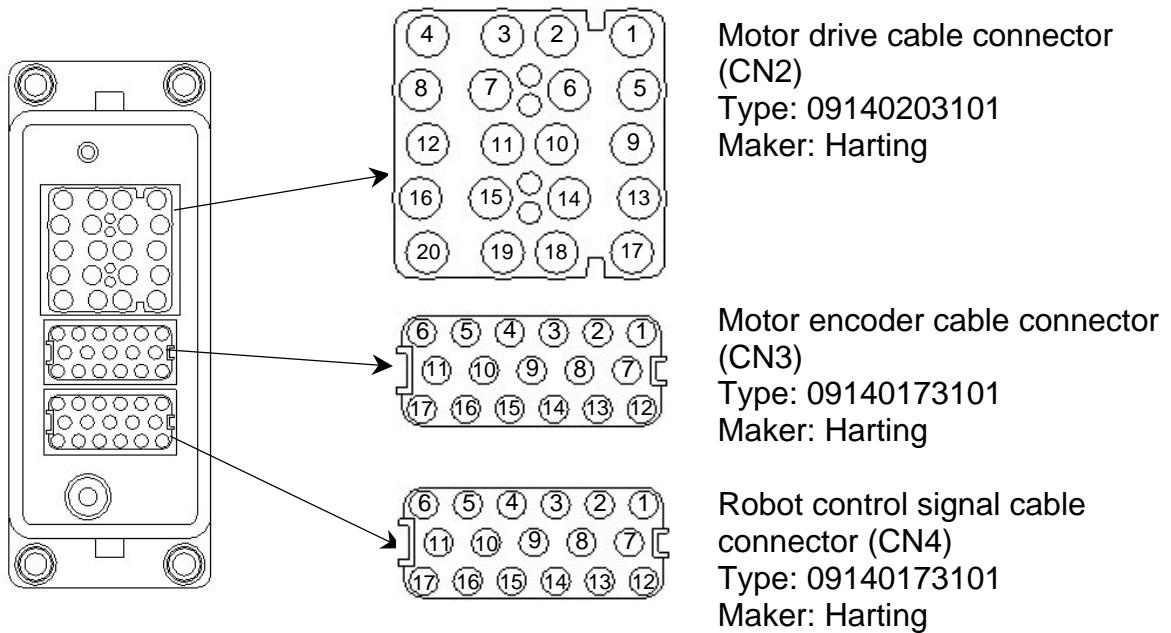 4 3 2 1
8 7 6 5
12 11 10 9
16 15 14 13
20 19 18 17
Motor drive cable connector
(CN2)
Type: 09140203101
Maker: Harting
6 5 4 3 2 1
11 10 9 8 7
17 16 15 14 13 12
Motor encoder cable connector
(CN3)
Type: 09140173101
Maker: Harting
6 5 4 3 2 1
11 10 9 8 7
17 16 15 14 13 12
Robot control signal cable
connector (CN4)
Type: 09140173101
Maker: Harting